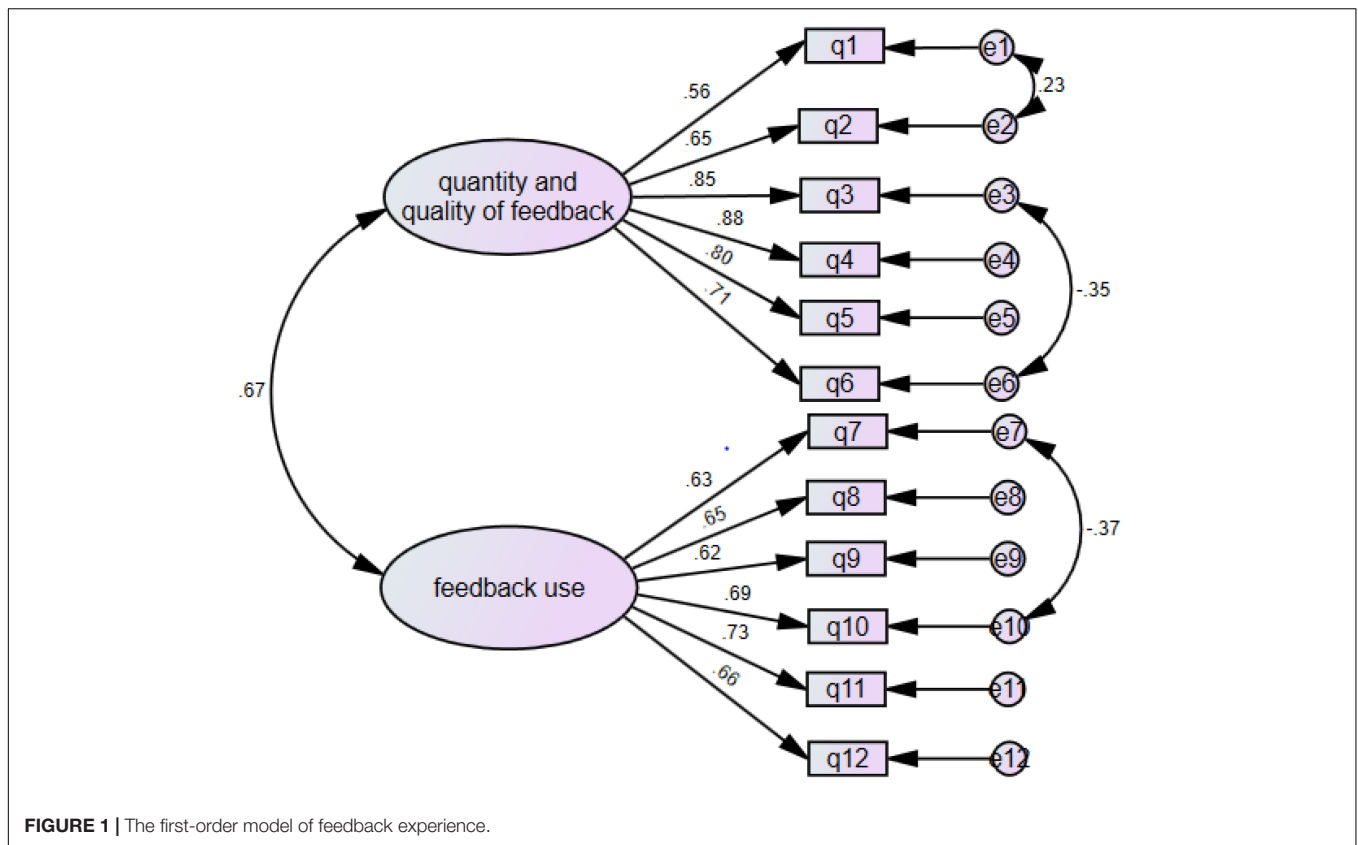 q1
e1
.23
.56
q2
e2
.65
quantity and
quality of feedback
.85
q3
e3
.88
q4
e4
-.35
.80
q5
e5
.71
q6
e6
.67
q7
e7
.63
q8
e8
.65
-.37
q9
e9
.62
feedback use
.69
q10
e10
.73
q11
e11
.66
q12
e12
FIGURE 1 | The first-order model of feedback experience.